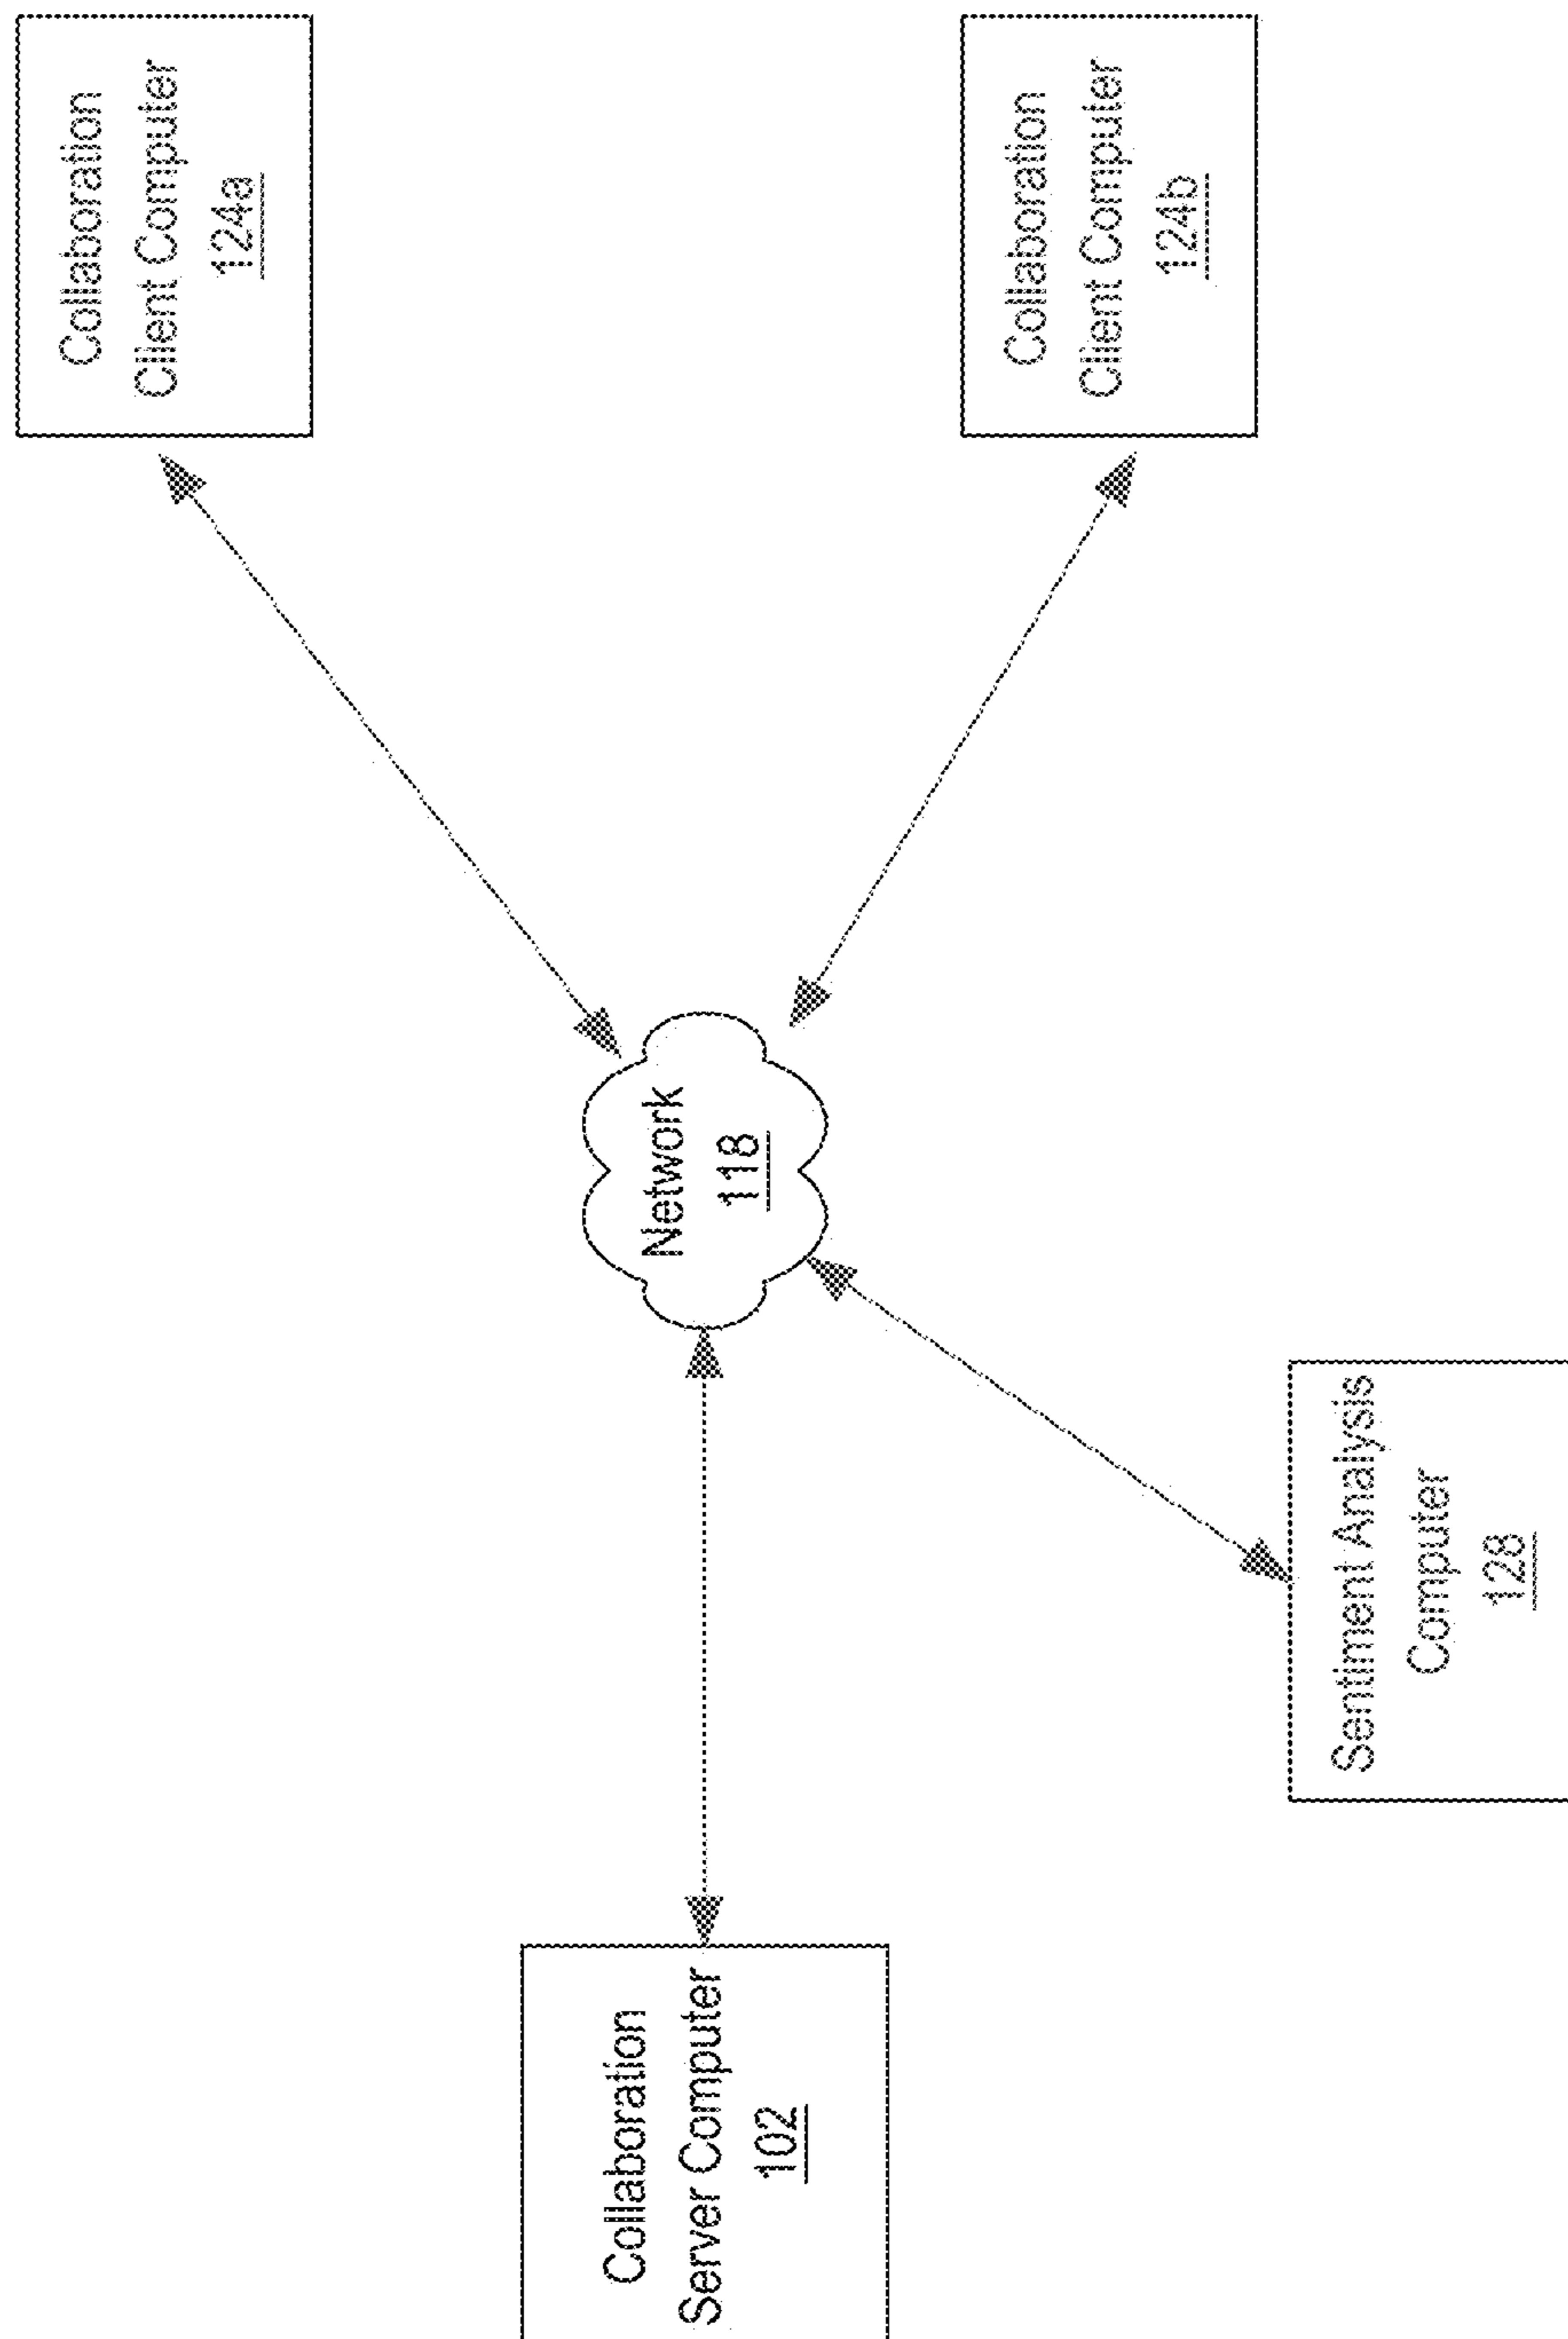 Collaboration
Server Computer
102
Network
118
Collaboration
Client Computer
124a
Collaboration
Client Computer
124b
Sentiment Analysis
Computer
128